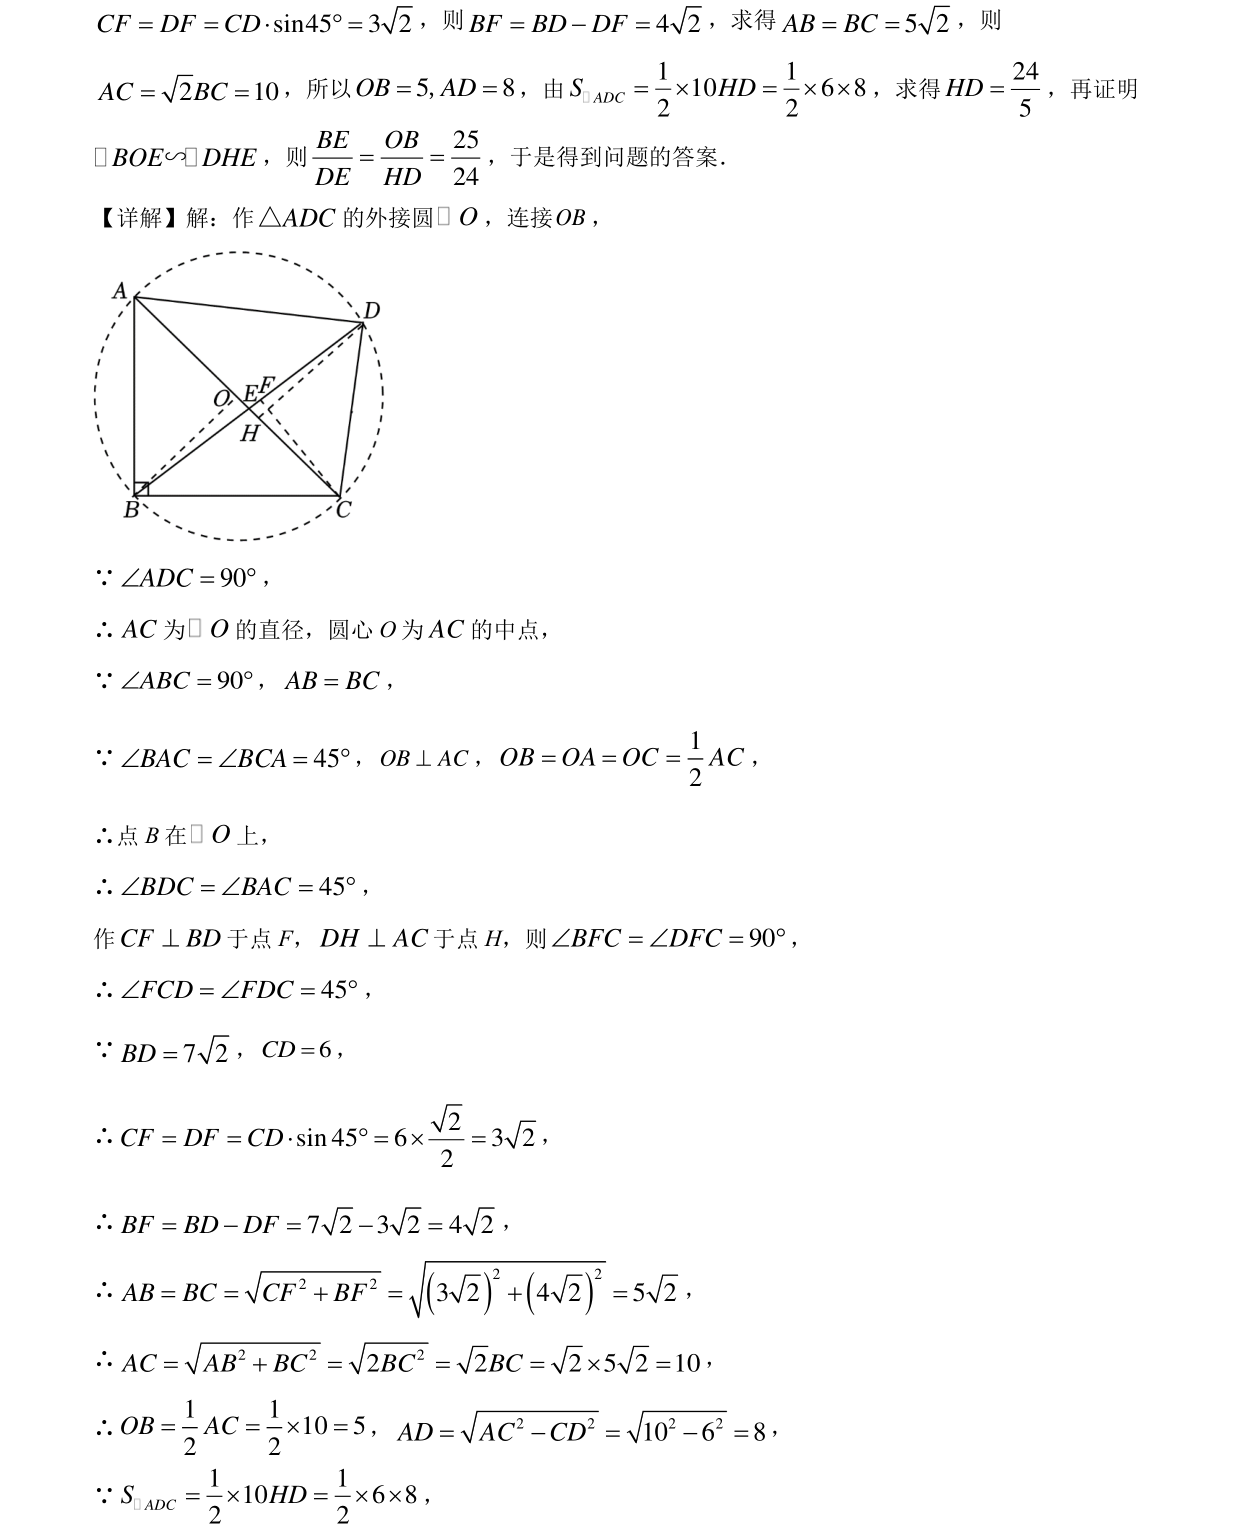 CF = DF = CD·sin45° = 3√2，则 BF = BD − DF = 4√2，求得 AB = BC = 5√2，则
AC = √2BC = 10，所以 OB = 5, AD = 8，由 S□ADC = 1/2 ×10HD = 1/2 ×6×8，求得 HD = 24/5，再证明
□BOE∽□DHE，则 BE/DE = OB/HD = 25/24，于是得到问题的答案．
【详解】解：作 △ADC 的外接圆□ O，连接OB，
A
D
O E F
H
B
C
∵ ∠ADC = 90°，
∴ AC 为□ O 的直径，圆心 O 为 AC 的中点，
∵ ∠ABC = 90°，AB = BC，
∵ ∠BAC = ∠BCA = 45°，OB ⊥ AC，OB = OA = OC = 1/2 AC，
∴点 B 在□ O 上，
∴ ∠BDC = ∠BAC = 45°，
作 CF ⊥ BD 于点 F，DH ⊥ AC 于点 H，则∠BFC = ∠DFC = 90°，
∴ ∠FCD = ∠FDC = 45°，
∵ BD = 7√2，CD = 6，
∴ CF = DF = CD·sin 45° = 6× √2/2 = 3√2，
∴ BF = BD − DF = 7√2 − 3√2 = 4√2，
∴ AB = BC = √(CF² + BF²) = √((3√2)² + (4√2)²) = 5√2，
∴ AC = √(AB² + BC²) = √(2BC²) = √2BC = √2×5√2 = 10，
∴ OB = 1/2 AC = 1/2 ×10 = 5，AD = √(AC² − CD²) = √(10² − 6²) = 8，
∵ S□ADC = 1/2 ×10HD = 1/2 ×6×8，